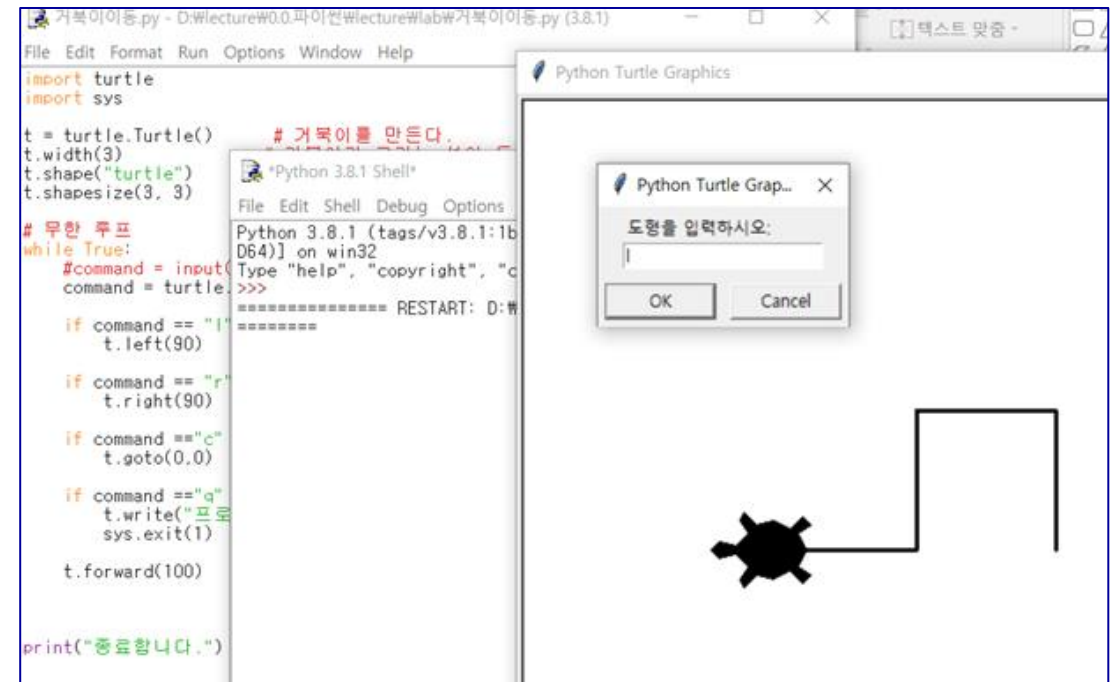 거북이이동.py - D:₩lecture₩0.0.파이썬₩lecture₩lab₩거북이이동.py (3.8.1)
텍스트 맞춤
File Edit Format Run Options Window Help
import turtle
import sys
t = turtle.Turtle() # 거북이를 만든다.
t.width(3)
t.shape("turtle")
t.shapesize(3, 3)
# 무한 루프
while True:
#command = input(
command = turtle.
if command == "l"
t.left(90)
if command == "r"
t.right(90)
if command =="c"
t.goto(0,0)
if command =="q"
t.write("프로
sys.exit(1)
t.forward(100)
print("종료합니다.")
*Python 3.8.1 Shell*
File Edit Shell Debug Options
Python 3.8.1 (tags/v3.8.1:1b
D64)] on win32
Type "help", "copyright", "c
>>>
=============== RESTART: D:₩
========
Python Turtle Graphics
Python Turtle Grap...
도형을 입력하시오:
OK Cancel